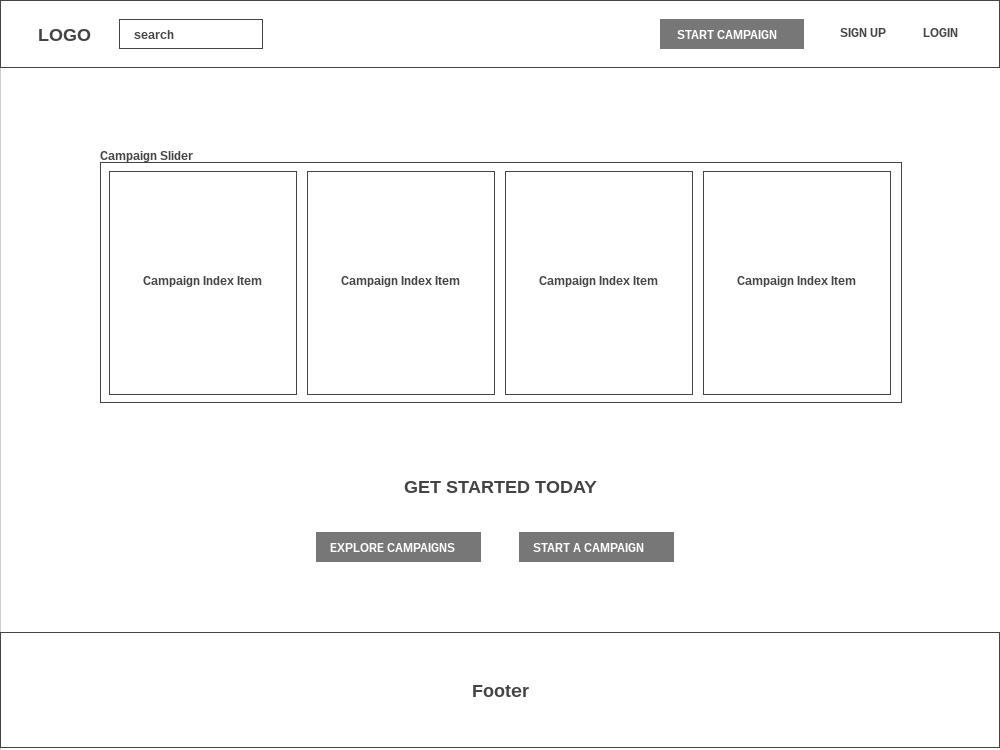 LOGO search START CAMPAIGN SIGN UP LOGIN
Campaign Slider
Campaign Index Item Campaign Index Item Campaign Index Item Campaign Index Item
GET STARTED TODAY
EXPLORE CAMPAIGNS START A CAMPAIGN
Footer